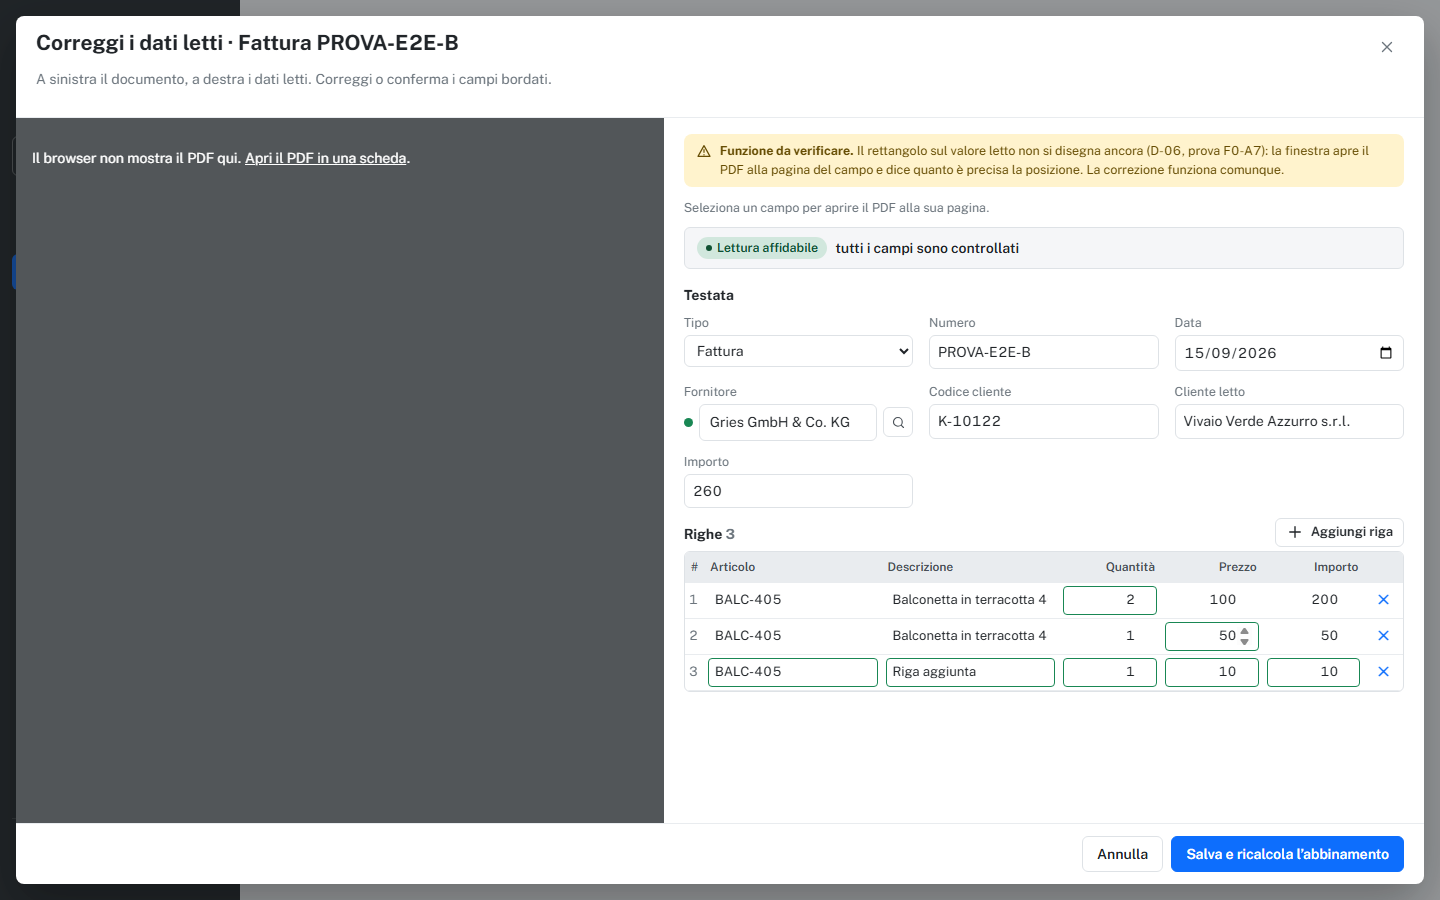 Correggi i dati letti · Fattura PROVA-E2E-B
A sinistra il documento, a destra i dati letti. Correggi o conferma i campi bordati.
Il browser non mostra il PDF qui. Apri il PDF in una scheda.
Funzione da verificare. Il rettangolo sul valore letto non si disegna ancora (D-06, prova F0-A7): la finestra apre il
PDF alla pagina del campo e dice quanto è precisa la posizione. La correzione funziona comunque.
Seleziona un campo per aprire il PDF alla sua pagina.
Lettura affidabile tutti i campi sono controllati
Testata
Tipo Numero Data
Fattura PROVA-E2E-B 15/09/2026
Fornitore Codice cliente Cliente letto
Gries GmbH & Co. KG K-10122 Vivaio Verde Azzurro s.r.l.
Importo
260
Righe 3 Aggiungi riga
# Articolo Descrizione Quantità Prezzo Importo
1 BALC-405 Balconetta in terracotta 4 2 100 200
2 BALC-405 Balconetta in terracotta 4 1 50 50
3 BALC-405 Riga aggiunta 1 10 10
Annulla Salva e ricalcola l'abbinamento